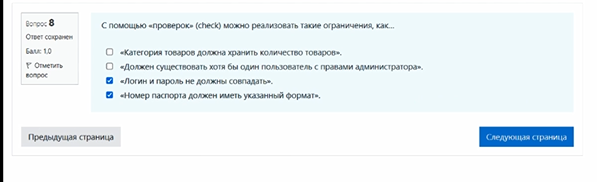 Вопрос 8
Ответ сохранен
Балл: 1,0
Отметить
вопрос
С помощью «проверок» (check) можно реализовать такие ограничения, как...
«Категория товаров должна хранить количество товаров».
«Должен существовать хотя бы один пользователь с правами администратора».
«Логин и пароль не должны совпадать».
«Номер паспорта должен иметь указанный формат».
Предыдущая страница
Следующая страница